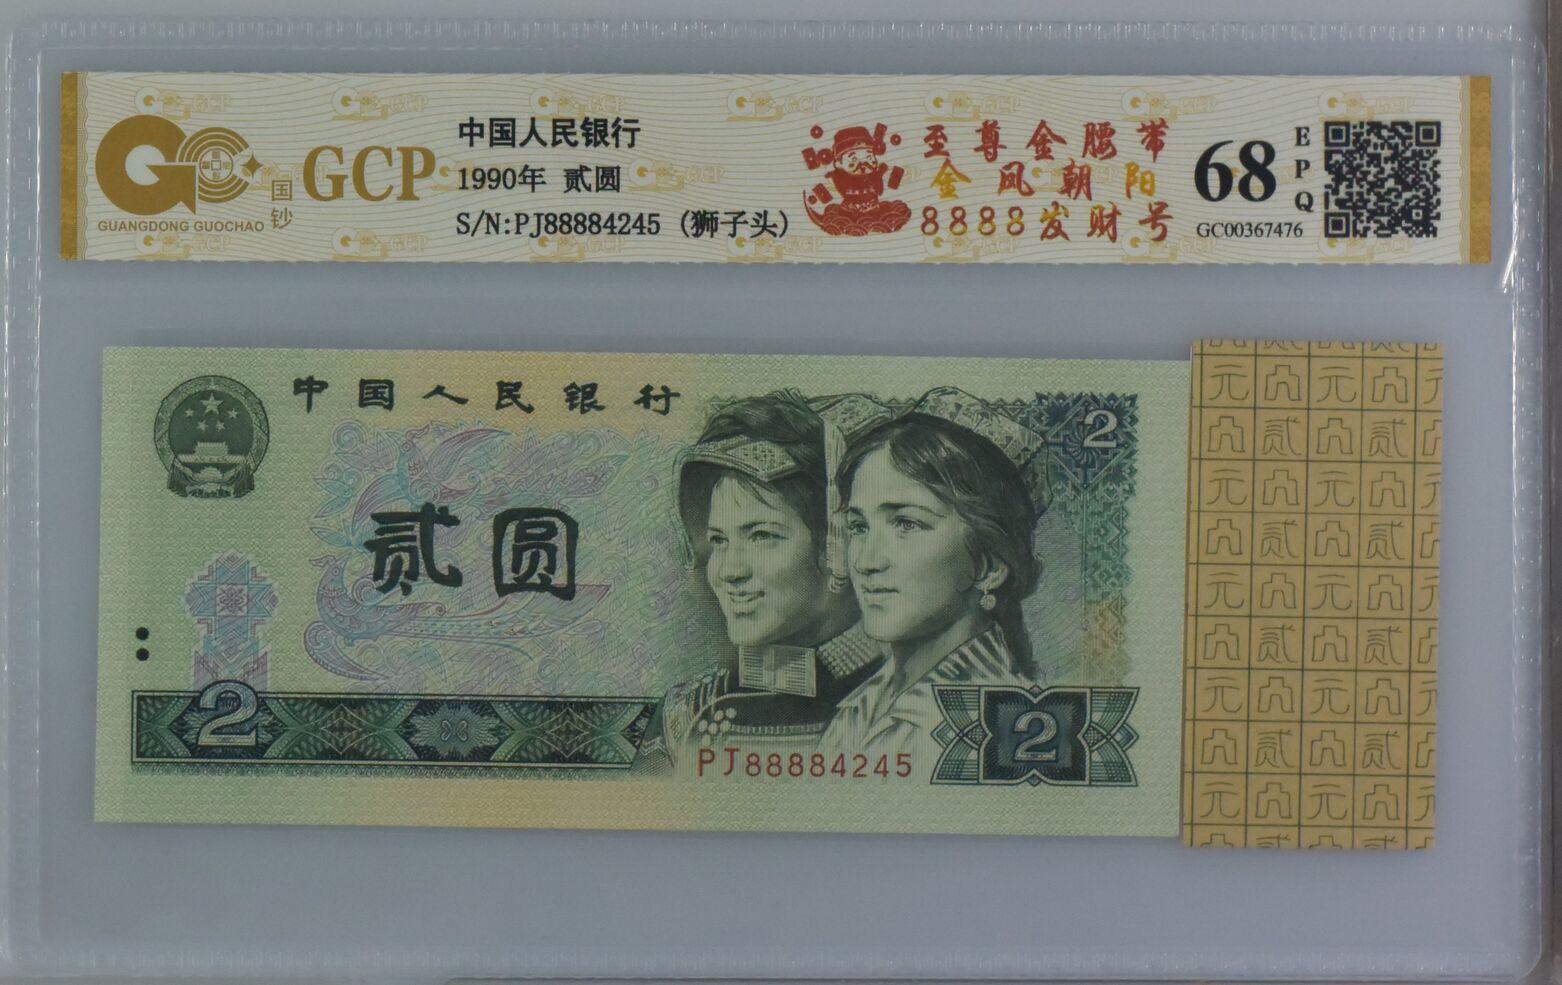 GCP
国钞
GUANGDONG GUOCHAO
中国人民银行
1990年 贰圆
S/N:PJ88884245 (狮子头)
至尊金腰带
金凤朝阳
8888发财号
68
EPQ
GC00367476
中国人民银行
贰圆
2
2
PJ88884245
2